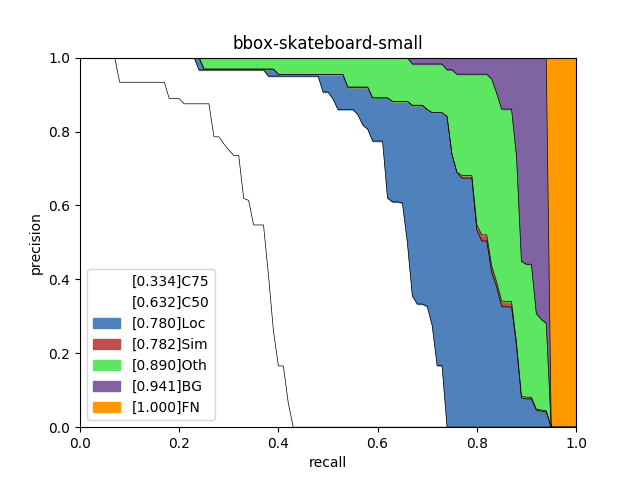 bbox-skateboard-small
1.0
0.8
0.6
0.4
0.2
0.0
precision
[0.334]C75
[0.632]C50
[0.780]Loc
[0.782]Sim
[0.890]Oth
[0.941]BG
[1.000]FN
0.0 0.2 0.4 0.6 0.8 1.0
recall